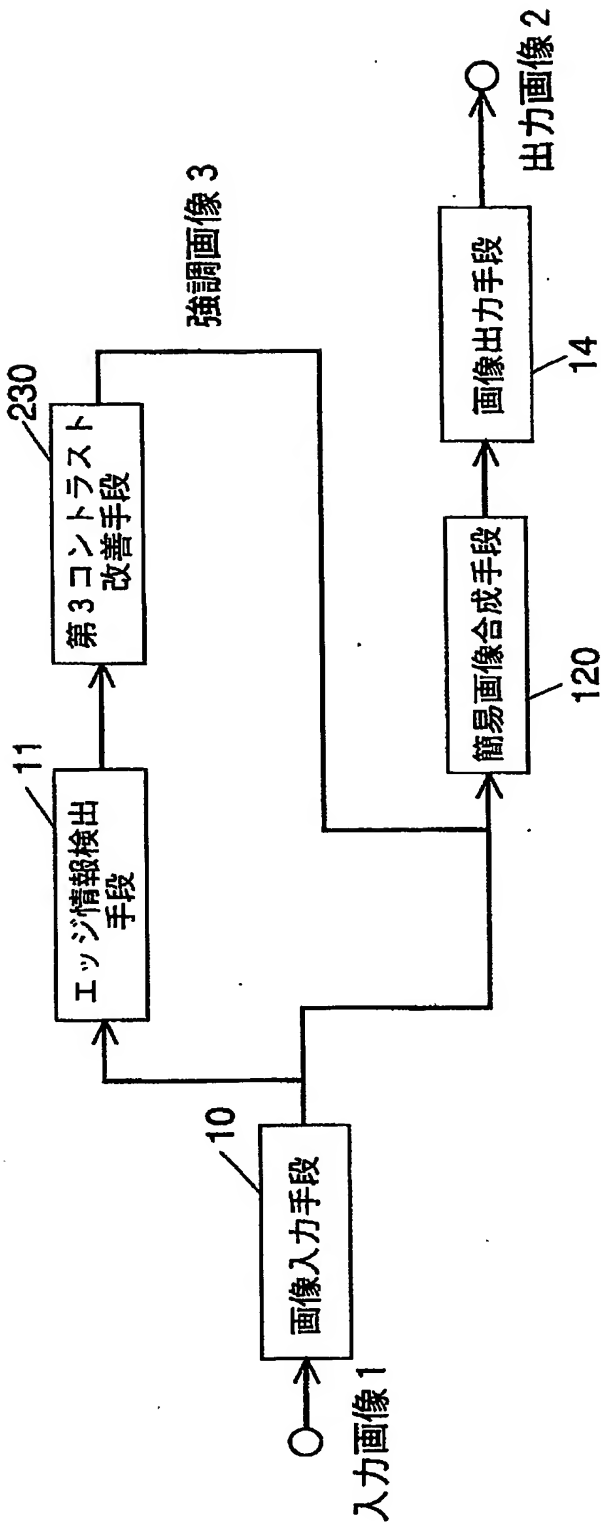 入力画像1
10
画像入力手段
11
エッジ情報検出
手段
230
第3コントラスト
改善手段
強調画像3
簡易画像合成手段
120
画像出力手段
14
出力画像2